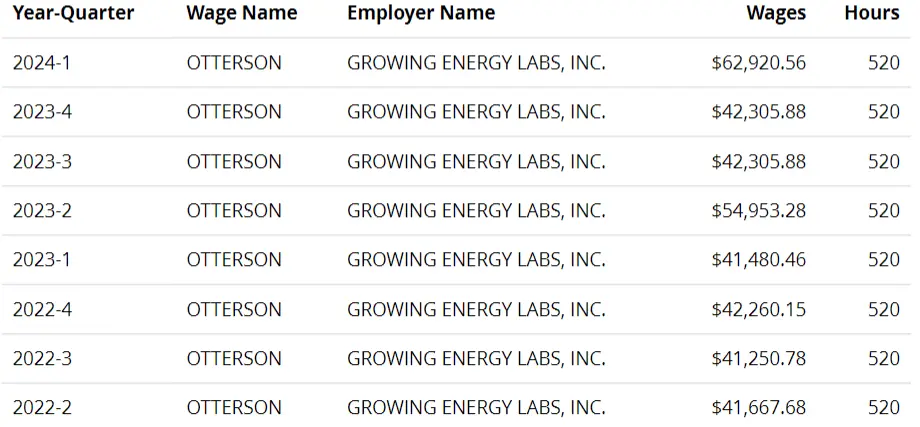 Year-Quarter Wage Name Employer Name Wages Hours
2024-1 OTTERSON GROWING ENERGY LABS, INC. $62,920.56 520
2023-4 OTTERSON GROWING ENERGY LABS, INC. $42,305.88 520
2023-3 OTTERSON GROWING ENERGY LABS, INC. $42,305.88 520
2023-2 OTTERSON GROWING ENERGY LABS, INC. $54,953.28 520
2023-1 OTTERSON GROWING ENERGY LABS, INC. $41,480.46 520
2022-4 OTTERSON GROWING ENERGY LABS, INC. $42,260.15 520
2022-3 OTTERSON GROWING ENERGY LABS, INC. $41,250.78 520
2022-2 OTTERSON GROWING ENERGY LABS, INC. $41,667.68 520